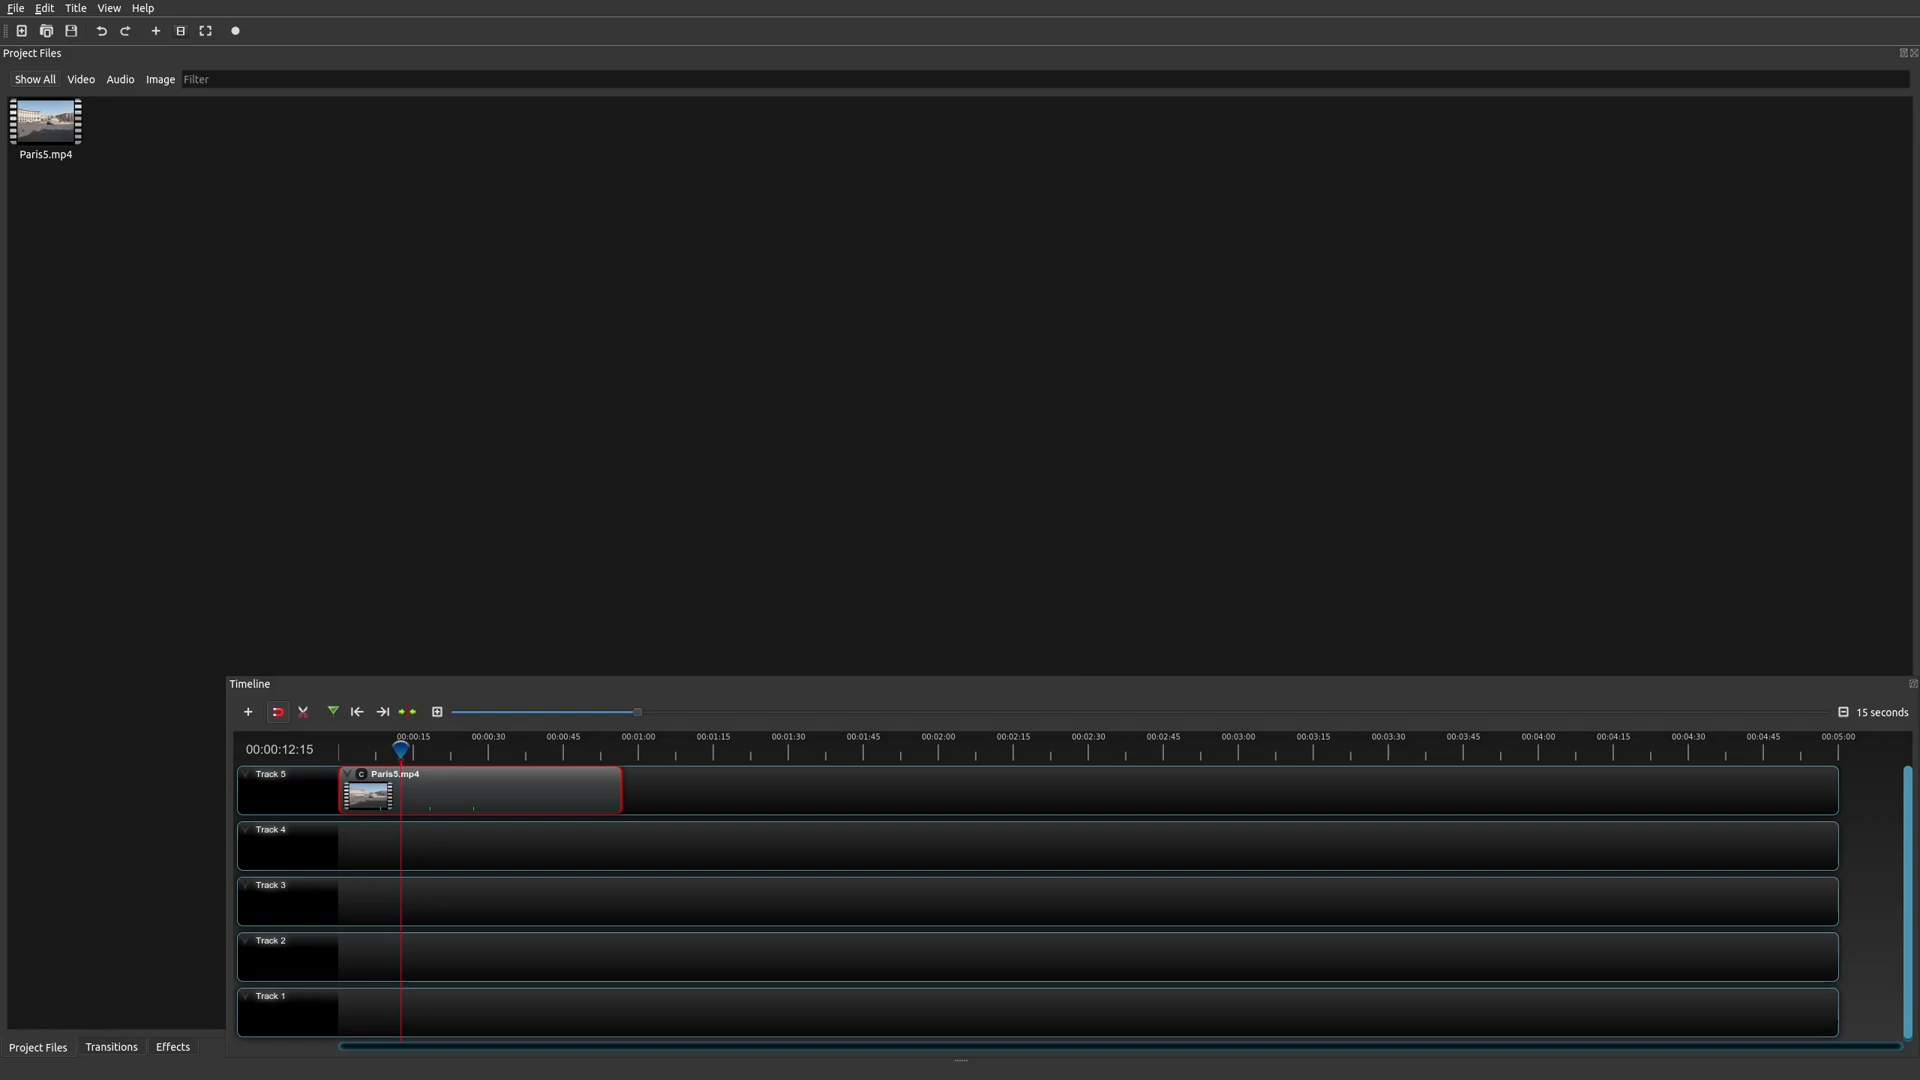 File Edit Title View Help
Project Files
Show All Video Audio Image Filter
Paris5.mp4
Timeline
15 seconds
00:00:12:15 00:00:15 00:00:30 00:00:45 00:01:00 00:01:15 00:01:30 00:01:45 00:02:00 00:02:15 00:02:30 00:02:45 00:03:00 00:03:15 00:03:30 00:03:45 00:04:00 00:04:15 00:04:30 00:04:45 00:05:00
Track 5 C Paris5.mp4
Track 4
Track 3
Track 2
Track 1
Project Files Transitions Effects